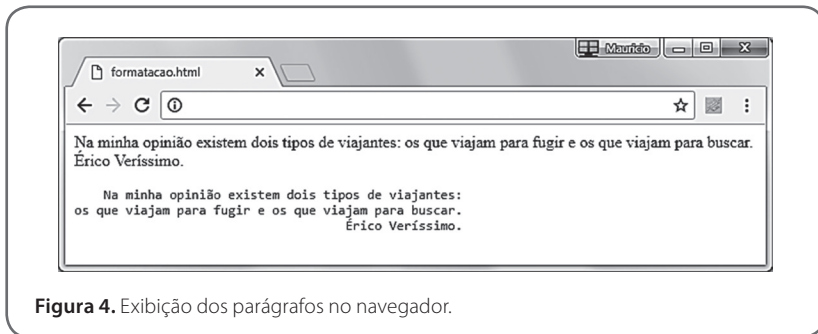 Maurício
formatacao.html
Na minha opinião existem dois tipos de viajantes: os que viajam para fugir e os que viajam para buscar.
Érico Veríssimo.
Na minha opinião existem dois tipos de viajantes:
os que viajam para fugir e os que viajam para buscar.
Érico Veríssimo.
Figura 4. Exibição dos parágrafos no navegador.